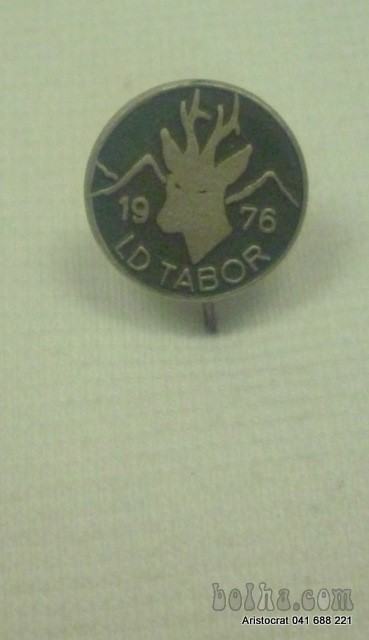 19 76
LD TABOR
bolha.com
Aristocrat 041 688 221